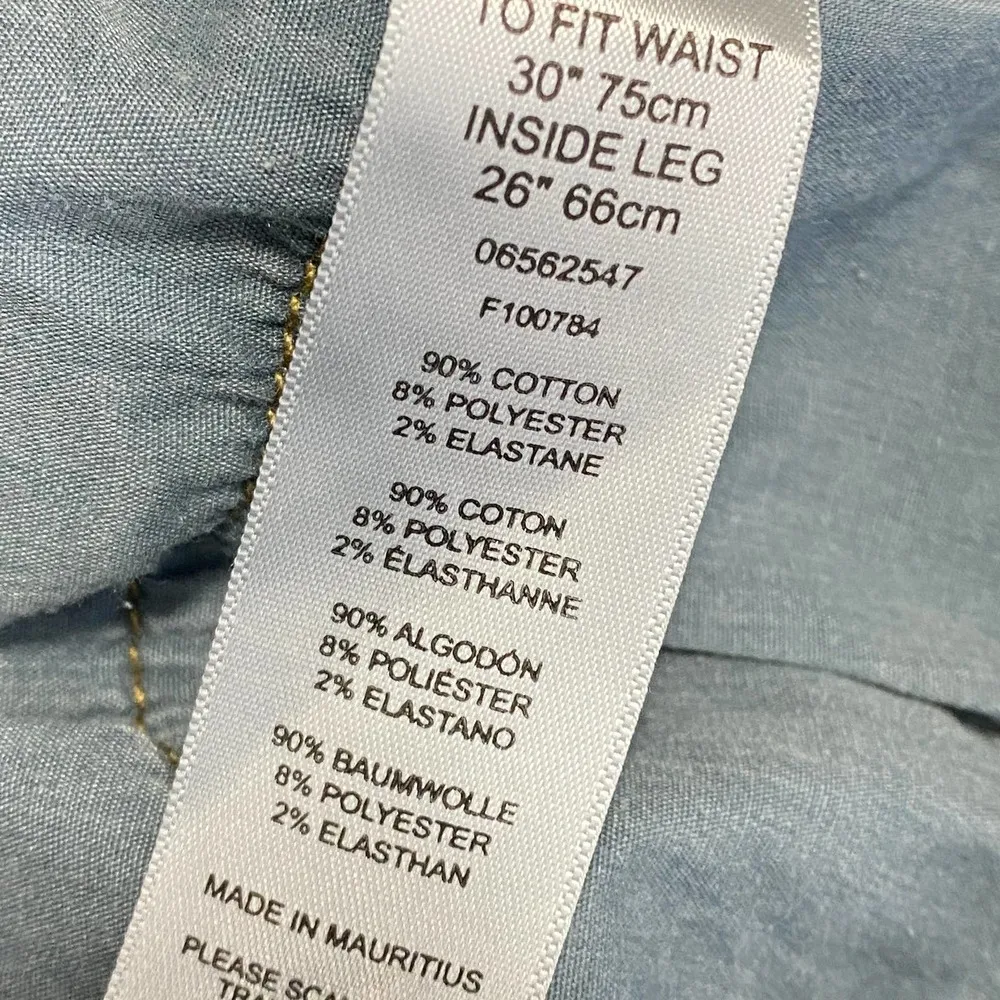 TO FIT WAIST
30" 75cm
INSIDE LEG
26" 66cm
06562547
F100784
90% COTTON
8% POLYESTER
2% ELASTANE
90% COTON
8% POLYESTER
2% ÉLASTHANNE
90% ALGODÓN
8% POLIÉSTER
2% ELASTANO
90% BAUMWOLLE
8% POLYESTER
2% ELASTHAN
MADE IN MAURITIUS
PLEASE